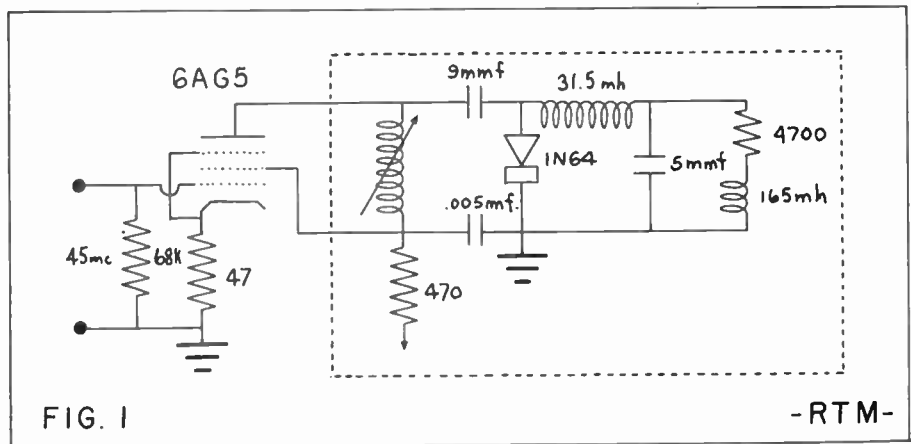 6AG5
9mmf
31.5mh
1N64
4700
5mmf
165mh
.005mf.
45mc
68K
47
470
FIG. 1
-RTM-